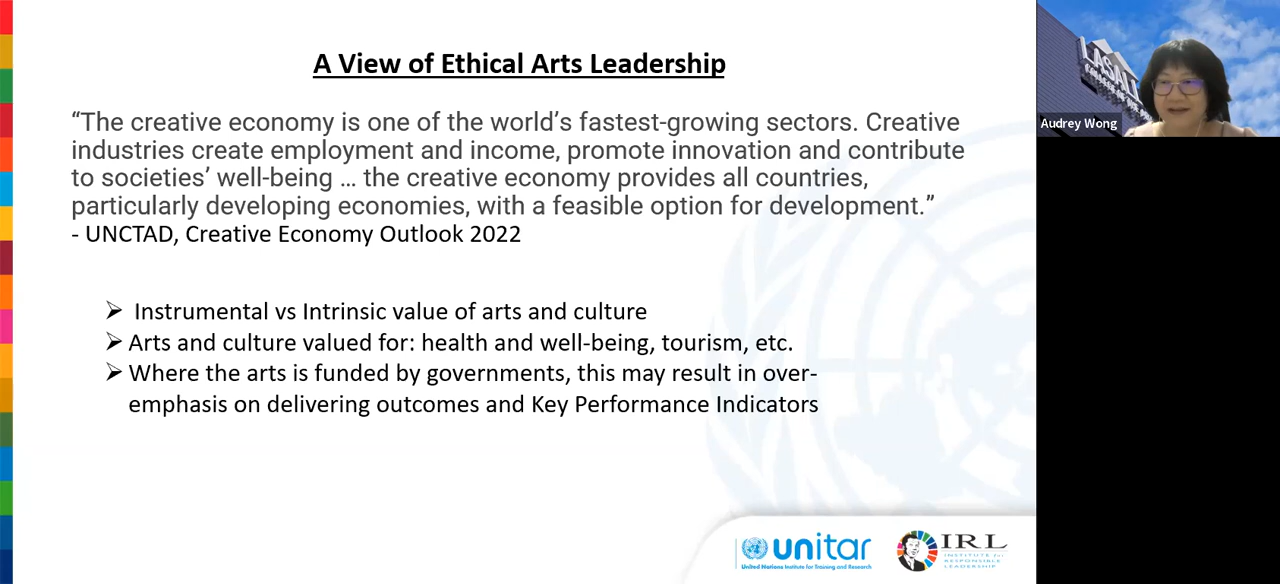 A View of Ethical Arts Leadership
“The creative economy is one of the world’s fastest-growing sectors. Creative
industries create employment and income, promote innovation and contribute
to societies’ well-being … the creative economy provides all countries,
particularly developing economies, with a feasible option for development.”
- UNCTAD, Creative Economy Outlook 2022
➢ Instrumental vs Intrinsic value of arts and culture
➢ Arts and culture valued for: health and well-being, tourism, etc.
➢ Where the arts is funded by governments, this may result in over-
emphasis on delivering outcomes and Key Performance Indicators
unitar
United Nations Institute for Training and Research
IRL
INSTITUTE for
RESPONSIBLE
LEADERSHIP
Audrey Wong